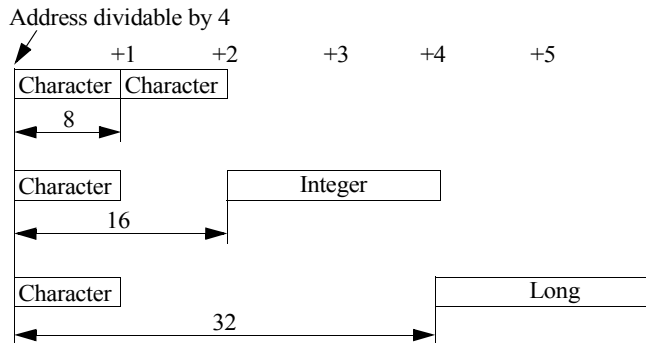 Address dividable by 4
+1 +2 +3 +4 +5
Character Character
8
Character Integer
16
Character Long
32